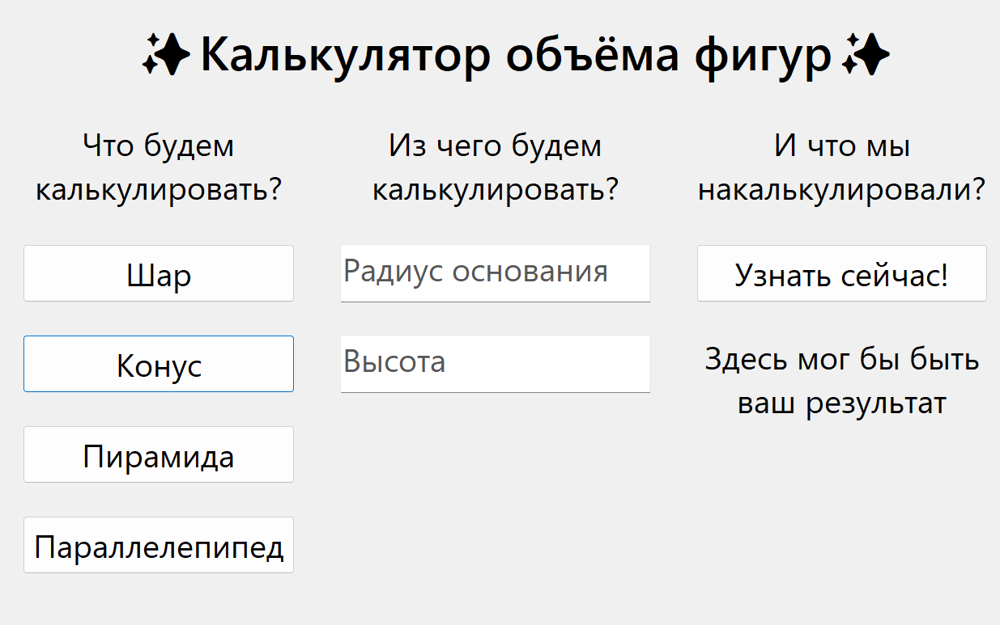 ✨Калькулятор объёма фигур✨
Что будем
калькулировать?
Шар
Конус
Пирамида
Параллелепипед
Из чего будем
калькулировать?
Радиус основания
Высота
И что мы
накалькулировали?
Узнать сейчас!
Здесь мог бы быть
ваш результат